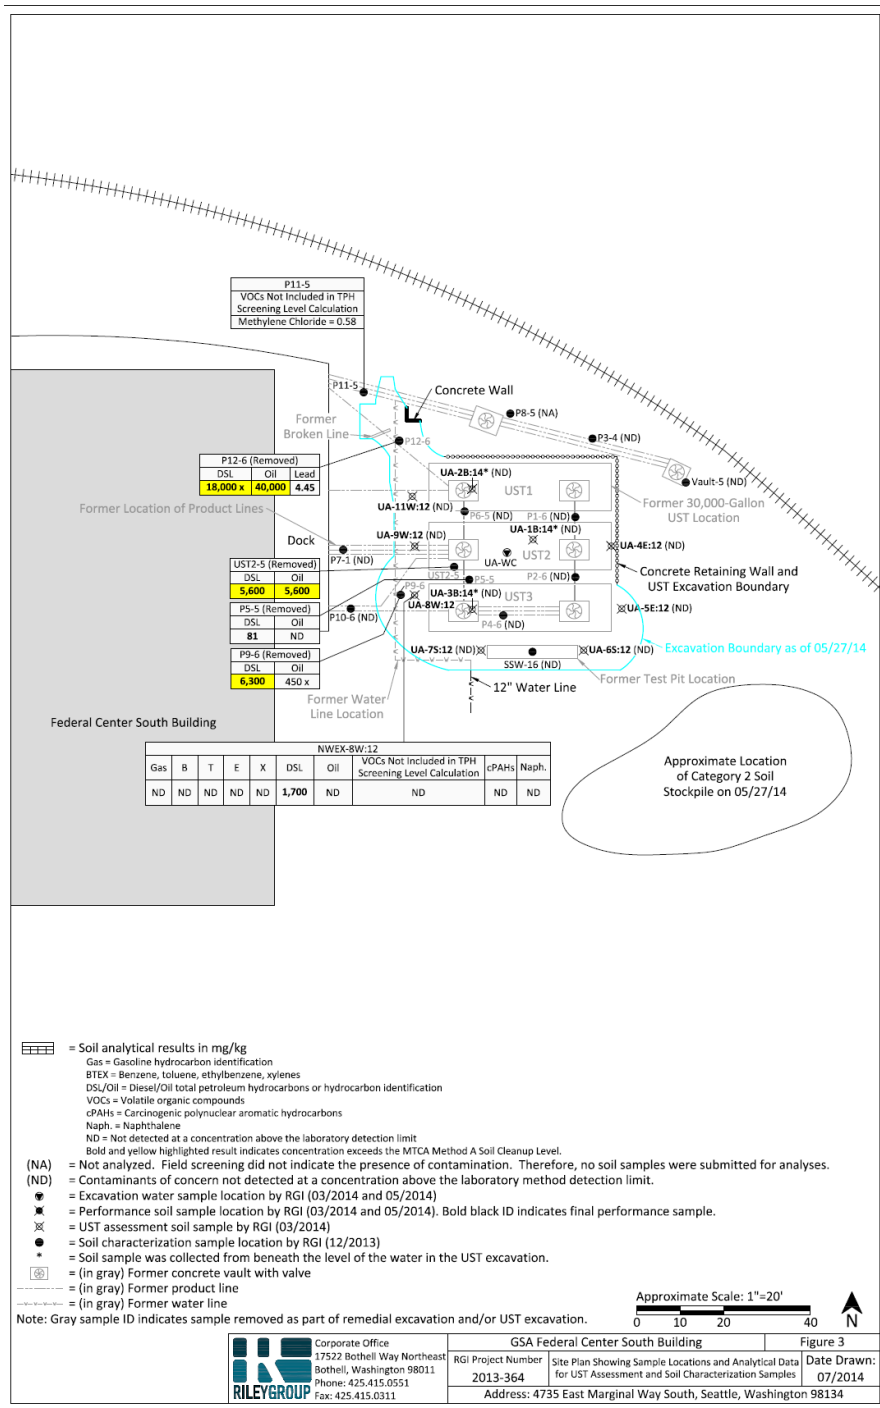 P11-5
VOCs Not Included in TPH
Screening Level Calculation
Methylene Chloride = 0.58
P11-5
Concrete Wall
P8-5 (NA)
Former
Broken Line
P12-6
P3-4 (ND)
P12-6 (Removed)
DSL Oil Lead
18,000 x 40,000 4.45
UA-2B:14* (ND)
Vault-5 (ND)
UST1
Former 30,000-Gallon
UST Location
Former Location of Product Lines
UA-11W:12 (ND)
P6-5 (ND)
P1-6 (ND)
UA-1B:14* (ND)
Dock
UA-9W:12 (ND)
UA-4E:12 (ND)
UST2
UA-WC
P7-1 (ND)
UST2-5 (Removed)
DSL Oil
5,600 5,600
UST2-5
P5-5
P2-6 (ND)
Concrete Retaining Wall and
UST Excavation Boundary
P9-6
UA-3B:14* (ND)
UST3
P5-5 (Removed)
DSL Oil
81 ND
UA-8W:12
UA-5E:12 (ND)
P10-6 (ND)
P4-6 (ND)
P9-6 (Removed)
DSL Oil
6,300 450 x
UA-7S:12 (ND)
UA-6S:12 (ND)
Excavation Boundary as of 05/27/14
SSW-16 (ND)
Former Test Pit Location
12" Water Line
Former Water
Line Location
Federal Center South Building
NWEX-8W:12
Gas B T E X DSL Oil VOCs Not Included in TPH
Screening Level Calculation cPAHs Naph.
ND ND ND ND ND 1,700 ND ND ND ND
Approximate Location
of Category 2 Soil
Stockpile on 05/27/14
= Soil analytical results in mg/kg
Gas = Gasoline hydrocarbon identification
BTEX = Benzene, toluene, ethylbenzene, xylenes
DSL/Oil = Diesel/Oil total petroleum hydrocarbons or hydrocarbon identification
VOCs = Volatile organic compounds
cPAHs = Carcinogenic polynuclear aromatic hydrocarbons
Naph. = Naphthalene
ND = Not detected at a concentration above the laboratory detection limit
Bold and yellow highlighted result indicates concentration exceeds the MTCA Method A Soil Cleanup Level.
(NA) = Not analyzed. Field screening did not indicate the presence of contamination. Therefore, no soil samples were submitted for analyses.
(ND) = Contaminants of concern not detected at a concentration above the laboratory method detection limit.
= Excavation water sample location by RGI (03/2014 and 05/2014)
= Performance soil sample location by RGI (03/2014 and 05/2014). Bold black ID indicates final performance sample.
= UST assessment soil sample by RGI (03/2014)
= Soil characterization sample location by RGI (12/2013)
* = Soil sample was collected from beneath the level of the water in the UST excavation.
= (in gray) Former concrete vault with valve
= (in gray) Former product line
= (in gray) Former water line
Note: Gray sample ID indicates sample removed as part of remedial excavation and/or UST excavation.
Approximate Scale: 1"=20'
0 10 20 40
N
RILEYGROUP
Corporate Office
17522 Bothell Way Northeast
Bothell, Washington 98011
Phone: 425.415.0551
Fax: 425.415.0311
GSA Federal Center South Building
Figure 3
RGI Project Number
2013-364
Site Plan Showing Sample Locations and Analytical Data
for UST Assessment and Soil Characterization Samples
Date Drawn:
07/2014
Address: 4735 East Marginal Way South, Seattle, Washington 98134